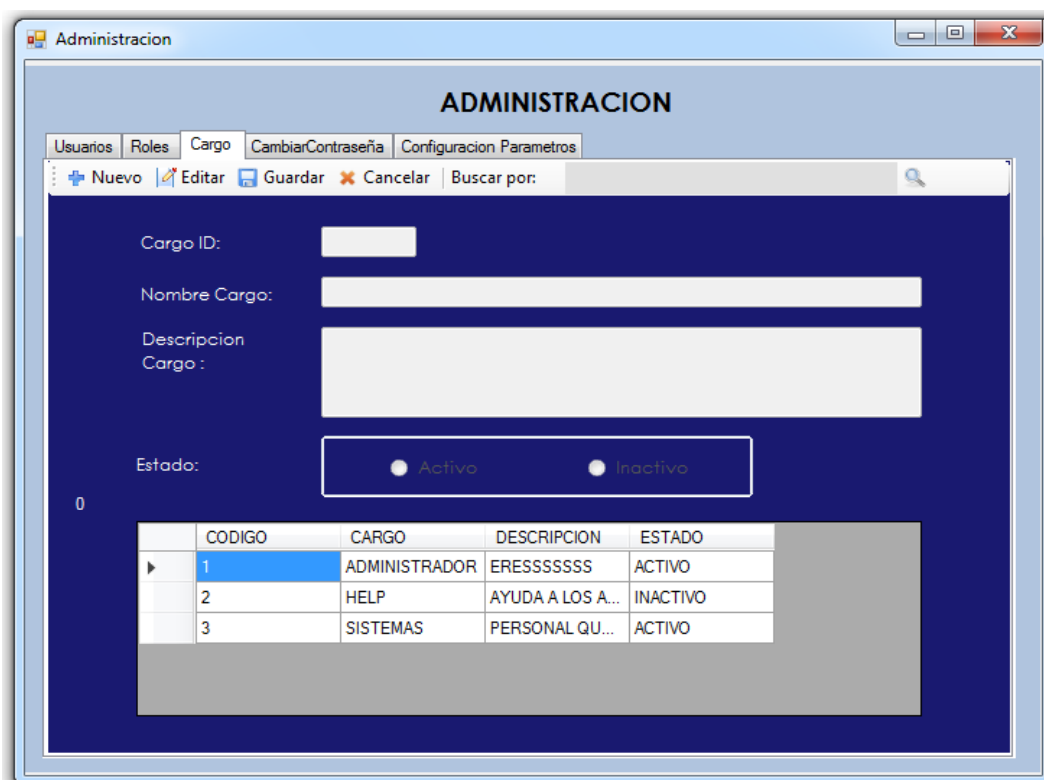 Administracion
ADMINISTRACION
Usuarios Roles Cargo CambiarContraseña Configuracion Parametros
Nuevo Editar Guardar Cancelar Buscar por:
Cargo ID:
Nombre Cargo:
Descripcion
Cargo :
Estado: Activo Inactivo
0
CODIGO CARGO DESCRIPCION ESTADO
1 ADMINISTRADOR ERESSSSSSS ACTIVO
2 HELP AYUDA A LOS A... INACTIVO
3 SISTEMAS PERSONAL QU... ACTIVO